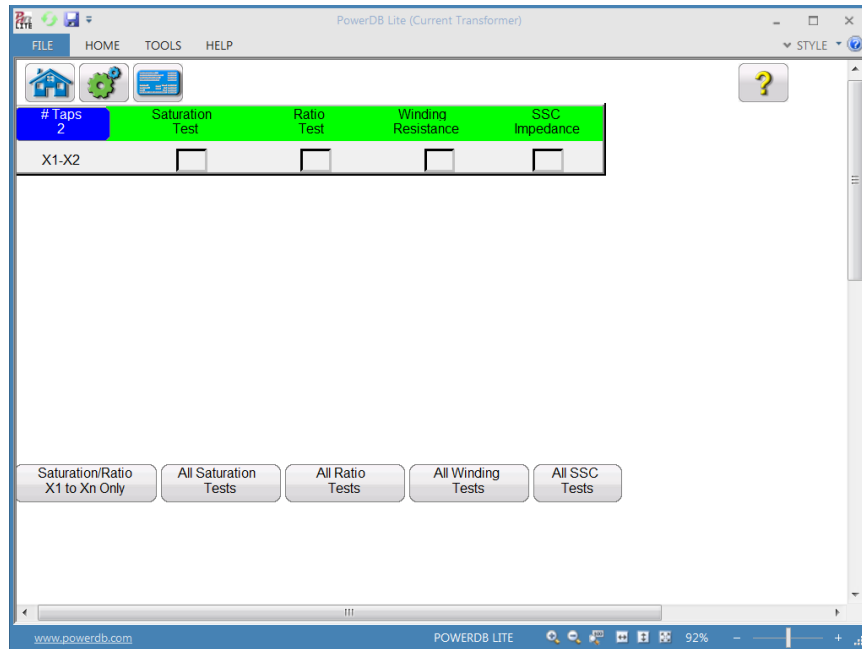 PowerDB Lite (Current Transformer)
FILE HOME TOOLS HELP STYLE
# Taps
2
Saturation
Test
Ratio
Test
Winding
Resistance
SSC
Impedance
X1-X2
Saturation/Ratio
X1 to Xn Only
All Saturation
Tests
All Ratio
Tests
All Winding
Tests
All SSC
Tests
www.powerdb.com POWERDB LITE 92%